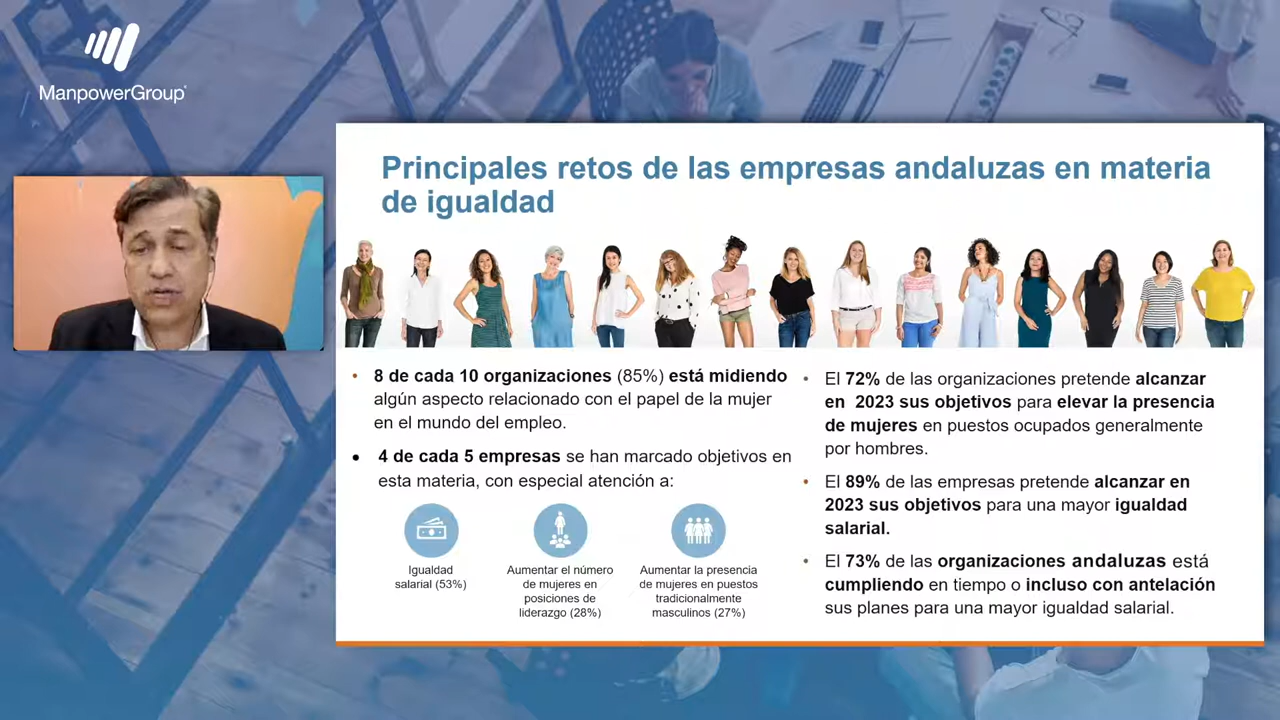 ManpowerGroup
Principales retos de las empresas andaluzas en materia
de igualdad
8 de cada 10 organizaciones (85%) está midiendo
algún aspecto relacionado con el papel de la mujer
en el mundo del empleo.
4 de cada 5 empresas se han marcado objetivos en
esta materia, con especial atención a:
Igualdad
salarial (53%)
Aumentar el número
de mujeres en
posiciones de
liderazgo (28%)
Aumentar la presencia
de mujeres en puestos
tradicionalmente
masculinos (27%)
El 72% de las organizaciones pretende alcanzar
en 2023 sus objetivos para elevar la presencia
de mujeres en puestos ocupados generalmente
por hombres.
El 89% de las empresas pretende alcanzar en
2023 sus objetivos para una mayor igualdad
salarial.
El 73% de las organizaciones andaluzas está
cumpliendo en tiempo o incluso con antelación
sus planes para una mayor igualdad salarial.